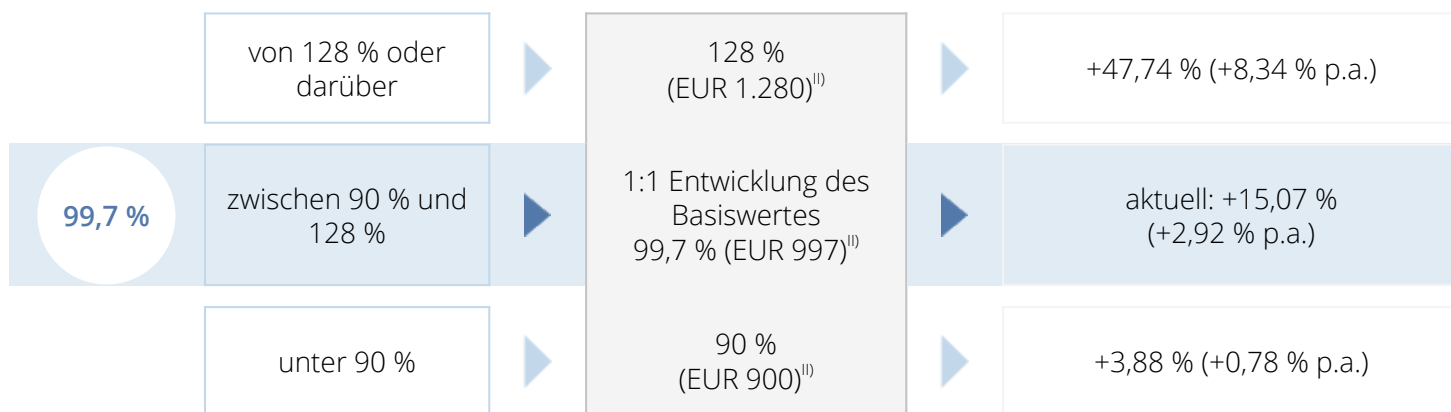 von 128 % oder
darüber
128 %
(EUR 1.280)II)
+47,74 % (+8,34 % p.a.)
99,7 %
zwischen 90 % und
128 %
1:1 Entwicklung des
Basiswertes
99,7 % (EUR 997)II)
aktuell: +15,07 %
(+2,92 % p.a.)
unter 90 %
90 %
(EUR 900)II)
+3,88 % (+0,78 % p.a.)